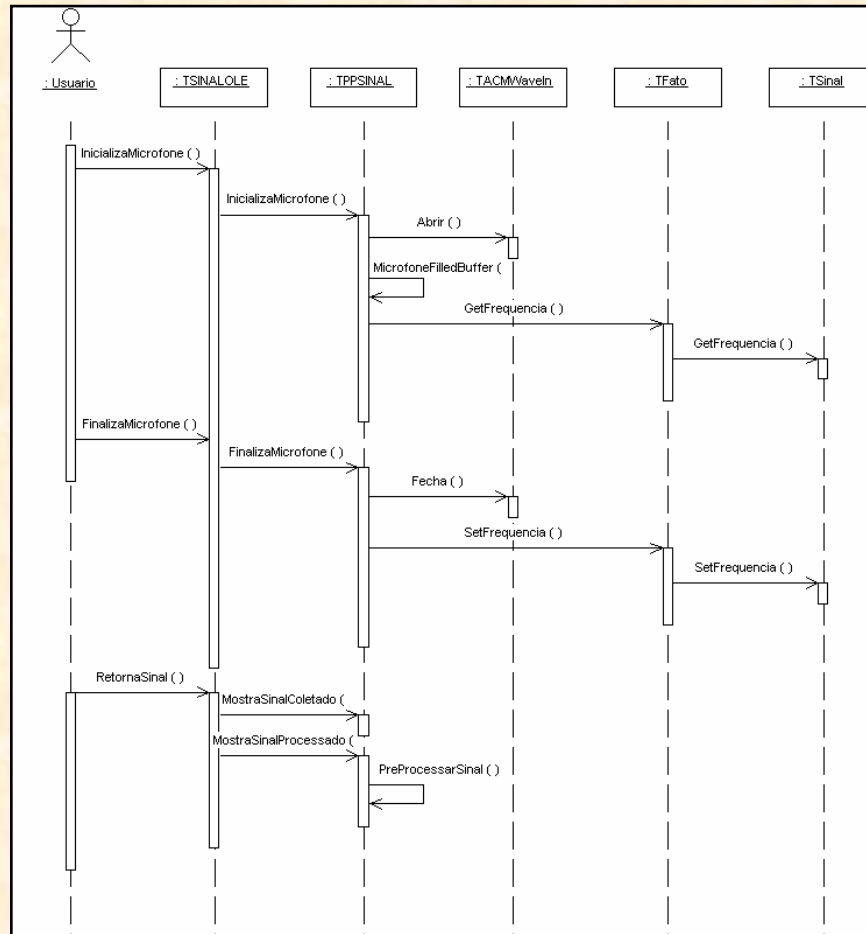 : Usuario
: TSINALOLE
: TPPSINAL
: TACMWaveIn
: TFato
: TSinal
InicializaMicrofone ( )
InicializaMicrofone ( )
Abrir ( )
MicrofoneFilledBuffer (
GetFrequencia ( )
GetFrequencia ( )
FinalizaMicrofone ( )
FinalizaMicrofone ( )
Fecha ( )
SetFrequencia ( )
SetFrequencia ( )
RetornaSinal ( )
MostraSinalColetado (
MostraSinalProcessado (
PreProcessarSinal ( )